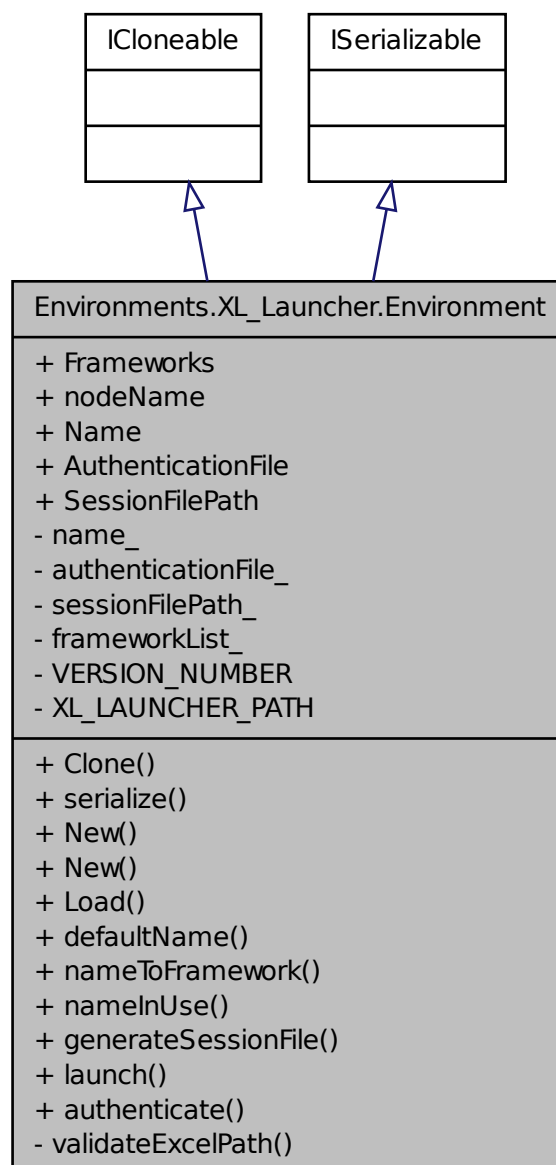 ICloneable
ISerializable
Environments.XL_Launcher.Environment
+ Frameworks
+ nodeName
+ Name
+ AuthenticationFile
+ SessionFilePath
- name_
- authenticationFile_
- sessionFilePath_
- frameworkList_
- VERSION_NUMBER
- XL_LAUNCHER_PATH
+ Clone()
+ serialize()
+ New()
+ New()
+ Load()
+ defaultName()
+ nameToFramework()
+ nameInUse()
+ generateSessionFile()
+ launch()
+ authenticate()
- validateExcelPath()